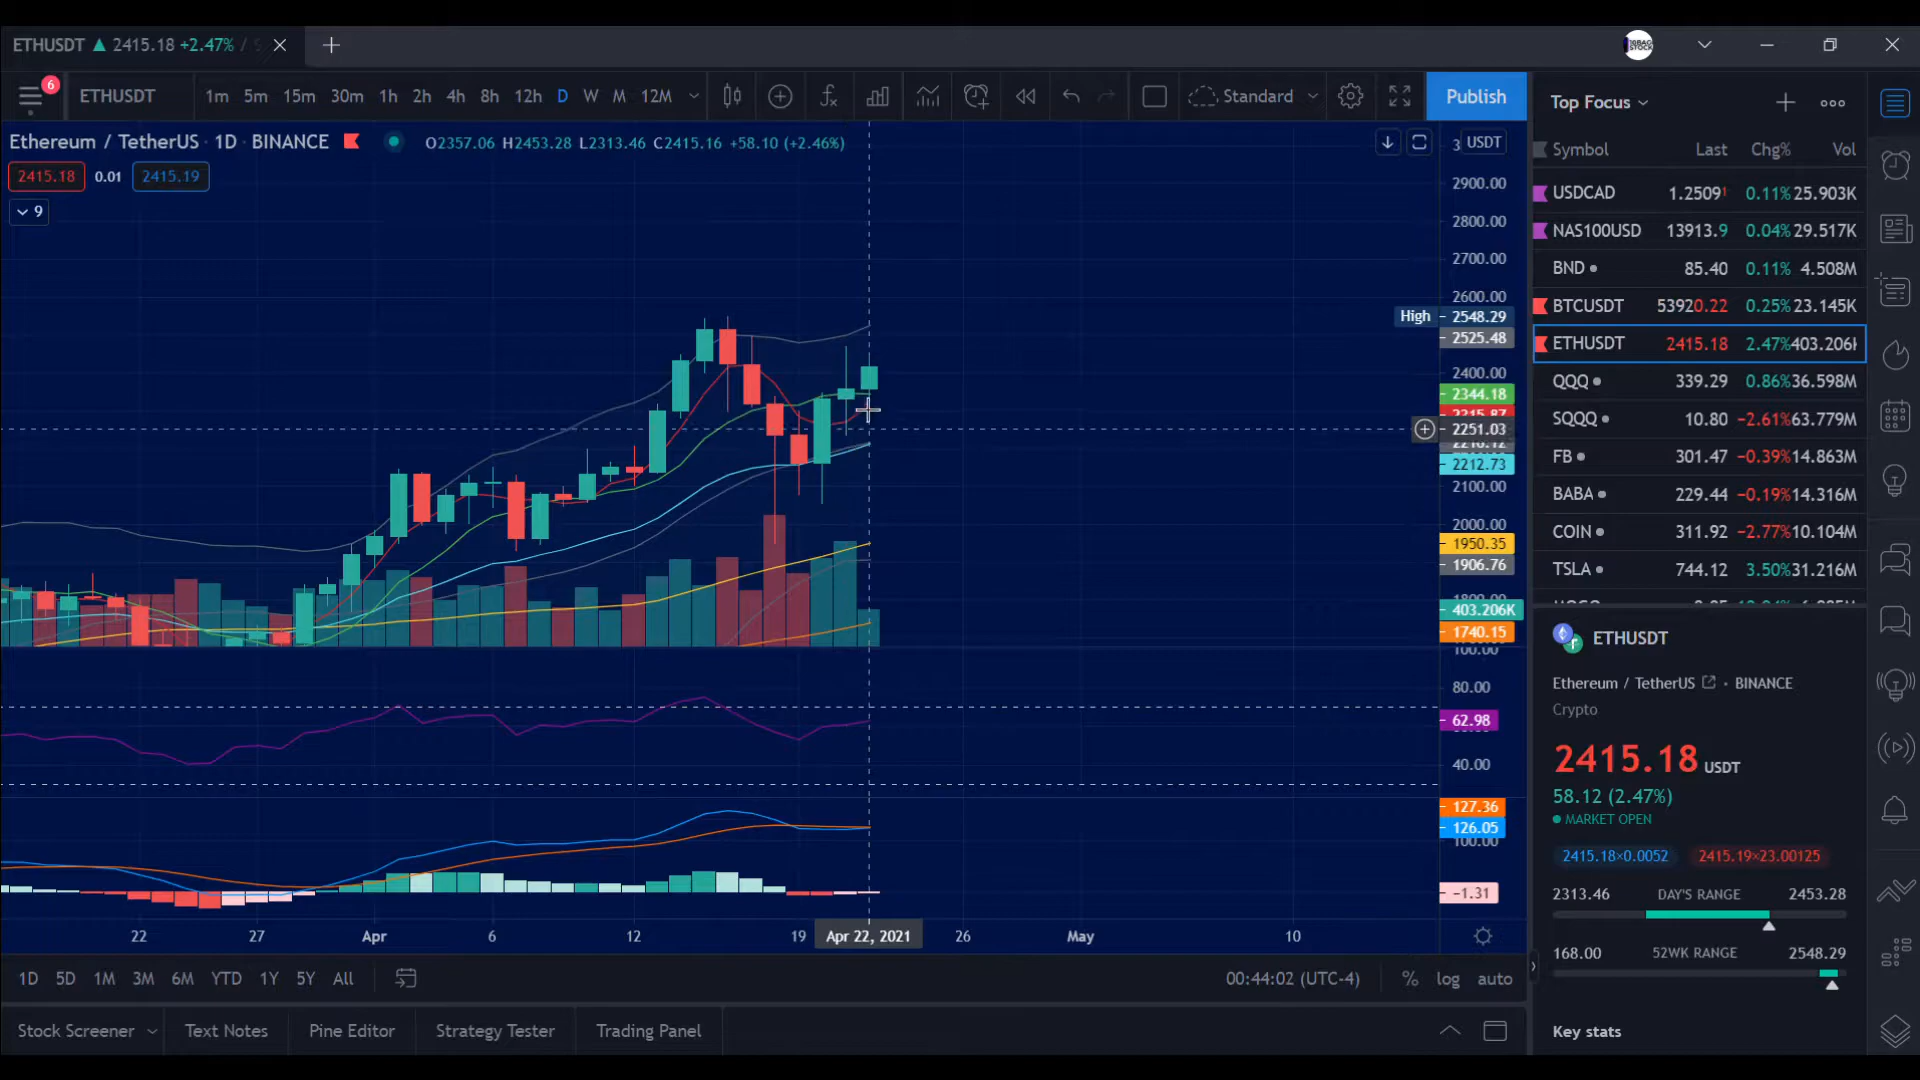 ETHUSDT ▲ 2415.18 +2.47% /
6
ETHUSDT 1m 5m 15m 30m 1h 2h 4h 8h 12h D W M 12M Standard Publish
Ethereum / TetherUS · 1D · BINANCE O2357.06 H2453.28 L2313.46 C2415.16 +58.10 (+2.46%)
2415.18 0.01 2415.19
9
USDT
2900.00
2800.00
2700.00
2600.00
High 2548.29
2525.48
2400.00
2344.18
2251.03
2212.73
2100.00
2000.00
1950.35
1906.76
403.206K
1740.15
100.00
80.00
62.98
40.00
127.36
126.05
100.00
−1.31
22 27 Apr 6 12 19 Apr 22, 2021 26 May 10
1D 5D 1M 3M 6M YTD 1Y 5Y All 00:44:02 (UTC-4) % log auto
Stock Screener Text Notes Pine Editor Strategy Tester Trading Panel
Top Focus
Symbol Last Chg% Vol
USDCAD 1.2509¹ 0.11% 25.903K
NAS100USD 13913.9 0.04% 29.517K
BND 85.40 0.11% 4.508M
BTCUSDT 53920.22 0.25% 23.145K
ETHUSDT 2415.18 2.47% 403.206K
QQQ 339.29 0.86% 36.598M
SQQQ 10.80 −2.61% 63.779M
FB 301.47 −0.39% 14.863M
BABA 229.44 −0.19% 14.316M
COIN 311.92 −2.77% 10.104M
TSLA 744.12 3.50% 31.216M
ETHUSDT
Ethereum / TetherUS · BINANCE
Crypto
2415.18 USDT
58.12 (2.47%)
MARKET OPEN
2415.18×0.0052 2415.19×23.00125
2313.46 DAY'S RANGE 2453.28
168.00 52WK RANGE 2548.29
Key stats